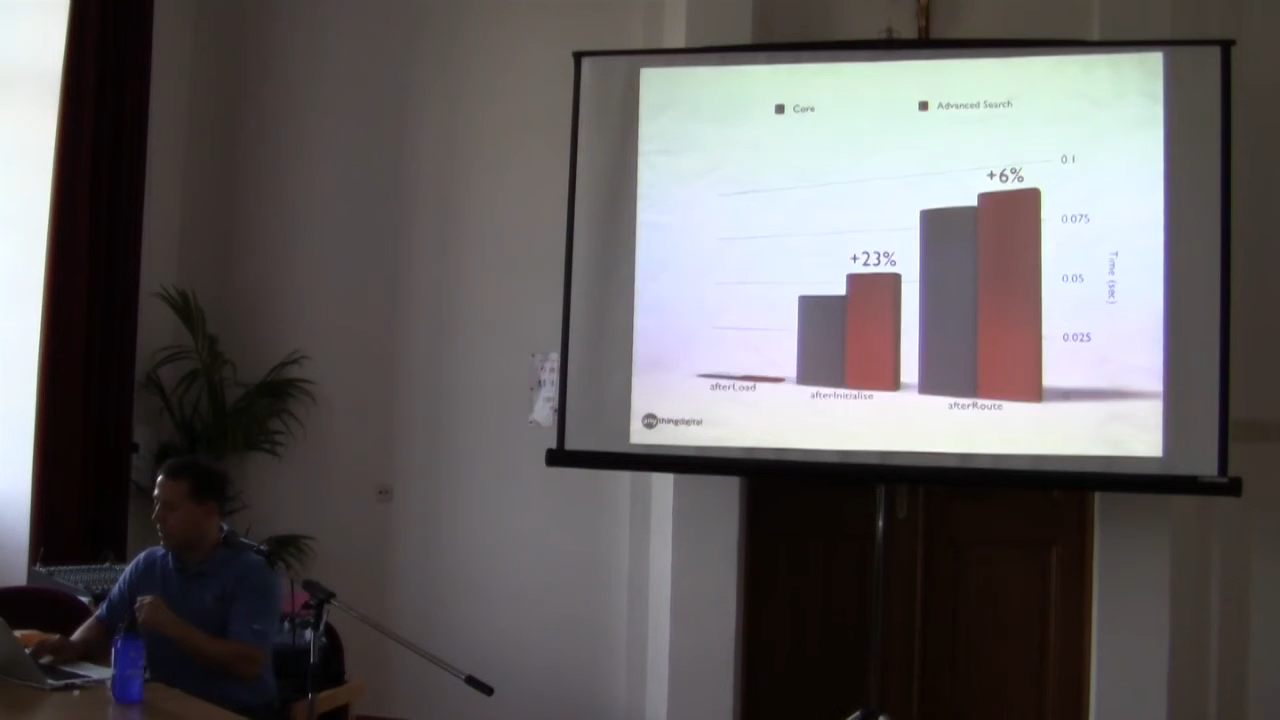 Core
Advanced Search
0.1
+6%
0.075
+23%
0.05
Time (sec)
0.025
afterLoad
afterInitialise
afterRoute
anythingdigital